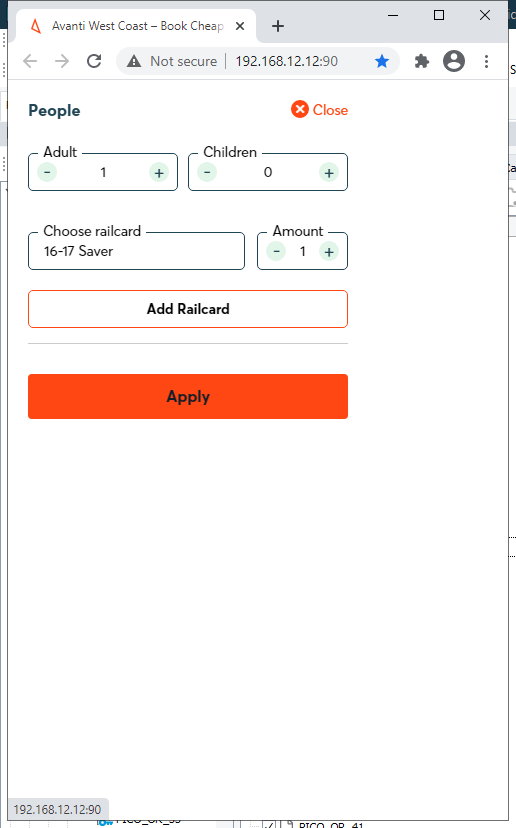 Avanti West Coast – Book Cheap
Not secure | 192.168.12.12:90
People
Close
Adult
Children
- 1 +
- 0 +
Choose railcard
Amount
16-17 Saver
- 1 +
Add Railcard
Apply
192.168.12.12:90
PICO_OR_41